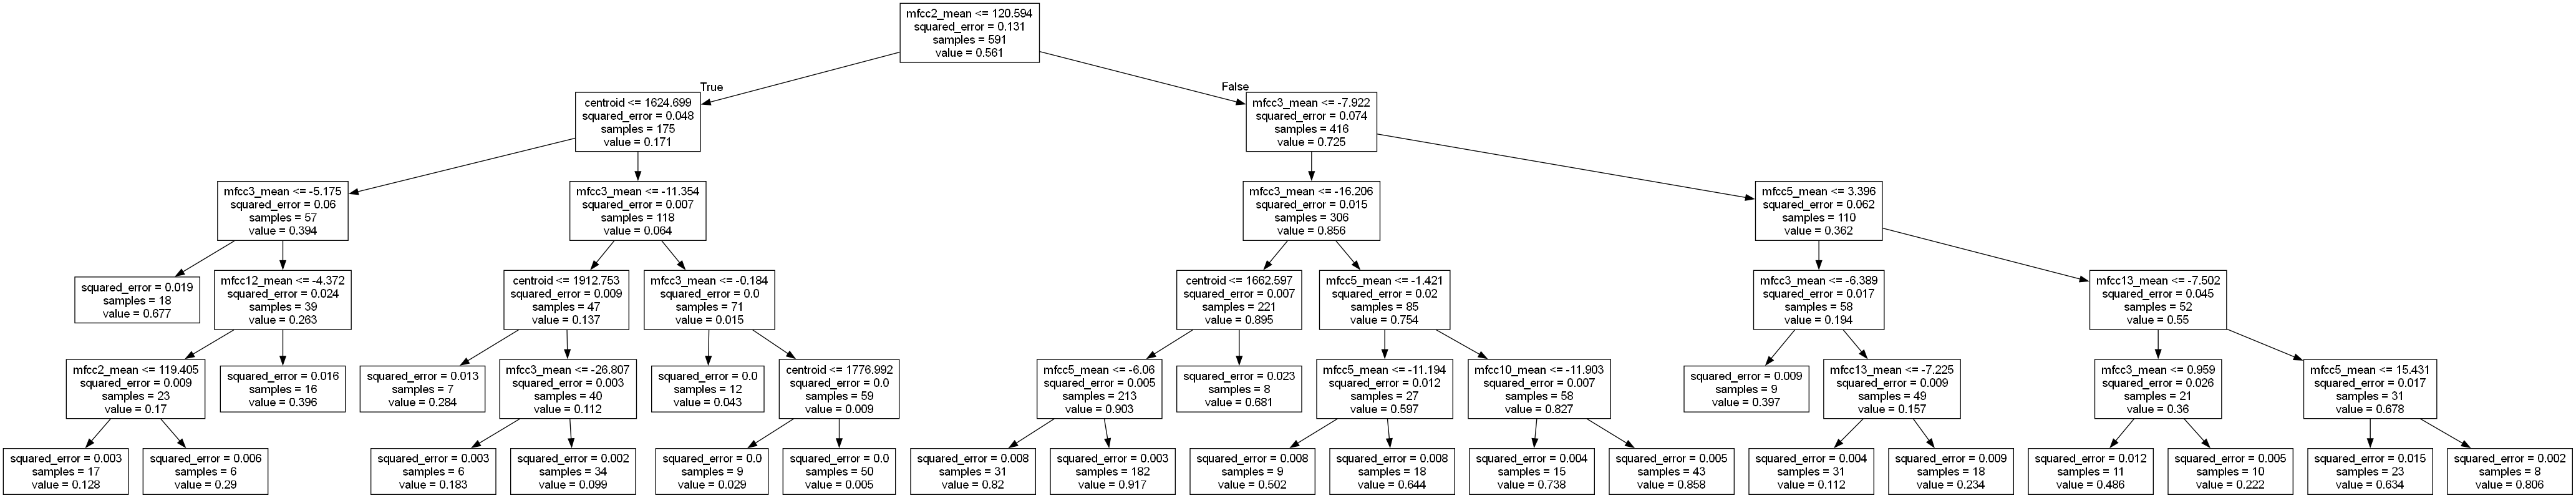 mfcc2_mean <= 120.594
squared_error = 0.131
samples = 591
value = 0.561
True
False
centroid <= 1624.699
squared_error = 0.048
samples = 175
value = 0.171
mfcc3_mean <= -7.922
squared_error = 0.074
samples = 416
value = 0.725
mfcc3_mean <= -5.175
squared_error = 0.06
samples = 57
value = 0.394
mfcc3_mean <= -11.354
squared_error = 0.007
samples = 118
value = 0.064
mfcc3_mean <= -16.206
squared_error = 0.015
samples = 306
value = 0.856
mfcc5_mean <= 3.396
squared_error = 0.062
samples = 110
value = 0.362
squared_error = 0.019
samples = 18
value = 0.677
mfcc12_mean <= -4.372
squared_error = 0.024
samples = 39
value = 0.263
centroid <= 1912.753
squared_error = 0.009
samples = 47
value = 0.137
mfcc3_mean <= -0.184
squared_error = 0.0
samples = 71
value = 0.015
centroid <= 1662.597
squared_error = 0.007
samples = 221
value = 0.895
mfcc5_mean <= -1.421
squared_error = 0.02
samples = 85
value = 0.754
mfcc3_mean <= -6.389
squared_error = 0.017
samples = 58
value = 0.194
mfcc13_mean <= -7.502
squared_error = 0.045
samples = 52
value = 0.55
mfcc2_mean <= 119.405
squared_error = 0.009
samples = 23
value = 0.17
squared_error = 0.016
samples = 16
value = 0.396
squared_error = 0.013
samples = 7
value = 0.284
mfcc3_mean <= -26.807
squared_error = 0.003
samples = 40
value = 0.112
squared_error = 0.0
samples = 12
value = 0.043
centroid <= 1776.992
squared_error = 0.0
samples = 59
value = 0.009
mfcc5_mean <= -6.06
squared_error = 0.005
samples = 213
value = 0.903
squared_error = 0.023
samples = 8
value = 0.681
mfcc5_mean <= -11.194
squared_error = 0.012
samples = 27
value = 0.597
mfcc10_mean <= -11.903
squared_error = 0.007
samples = 58
value = 0.827
squared_error = 0.009
samples = 9
value = 0.397
mfcc13_mean <= -7.225
squared_error = 0.009
samples = 49
value = 0.157
mfcc3_mean <= 0.959
squared_error = 0.026
samples = 21
value = 0.36
mfcc5_mean <= 15.431
squared_error = 0.017
samples = 31
value = 0.678
squared_error = 0.003
samples = 17
value = 0.128
squared_error = 0.006
samples = 6
value = 0.29
squared_error = 0.003
samples = 6
value = 0.183
squared_error = 0.002
samples = 34
value = 0.099
squared_error = 0.0
samples = 9
value = 0.029
squared_error = 0.0
samples = 50
value = 0.005
squared_error = 0.008
samples = 31
value = 0.82
squared_error = 0.003
samples = 182
value = 0.917
squared_error = 0.008
samples = 9
value = 0.502
squared_error = 0.008
samples = 18
value = 0.644
squared_error = 0.004
samples = 15
value = 0.738
squared_error = 0.005
samples = 43
value = 0.858
squared_error = 0.004
samples = 31
value = 0.112
squared_error = 0.009
samples = 18
value = 0.234
squared_error = 0.012
samples = 11
value = 0.486
squared_error = 0.005
samples = 10
value = 0.222
squared_error = 0.015
samples = 23
value = 0.634
squared_error = 0.002
samples = 8
value = 0.806